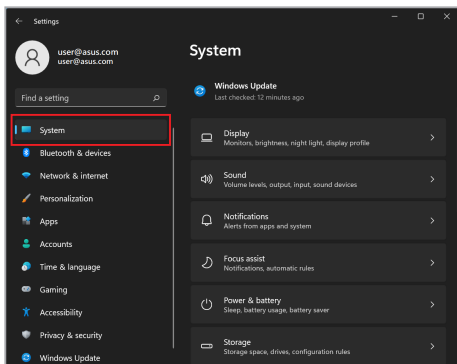 Settings
user@asus.com
user@asus.com
Find a setting
System
Bluetooth & devices
Network & internet
Personalization
Apps
Accounts
Time & language
Gaming
Accessibility
Privacy & security
Windows Update
System
Windows Update
Last checked: 12 minutes ago
Display
Monitors, brightness, night light, display profile
Sound
Volume levels, output, input, sound devices
Notifications
Alerts from apps and system
Focus assist
Notifications, automatic rules
Power & battery
Sleep, battery usage, battery saver
Storage
Storage space, drives, configuration rules